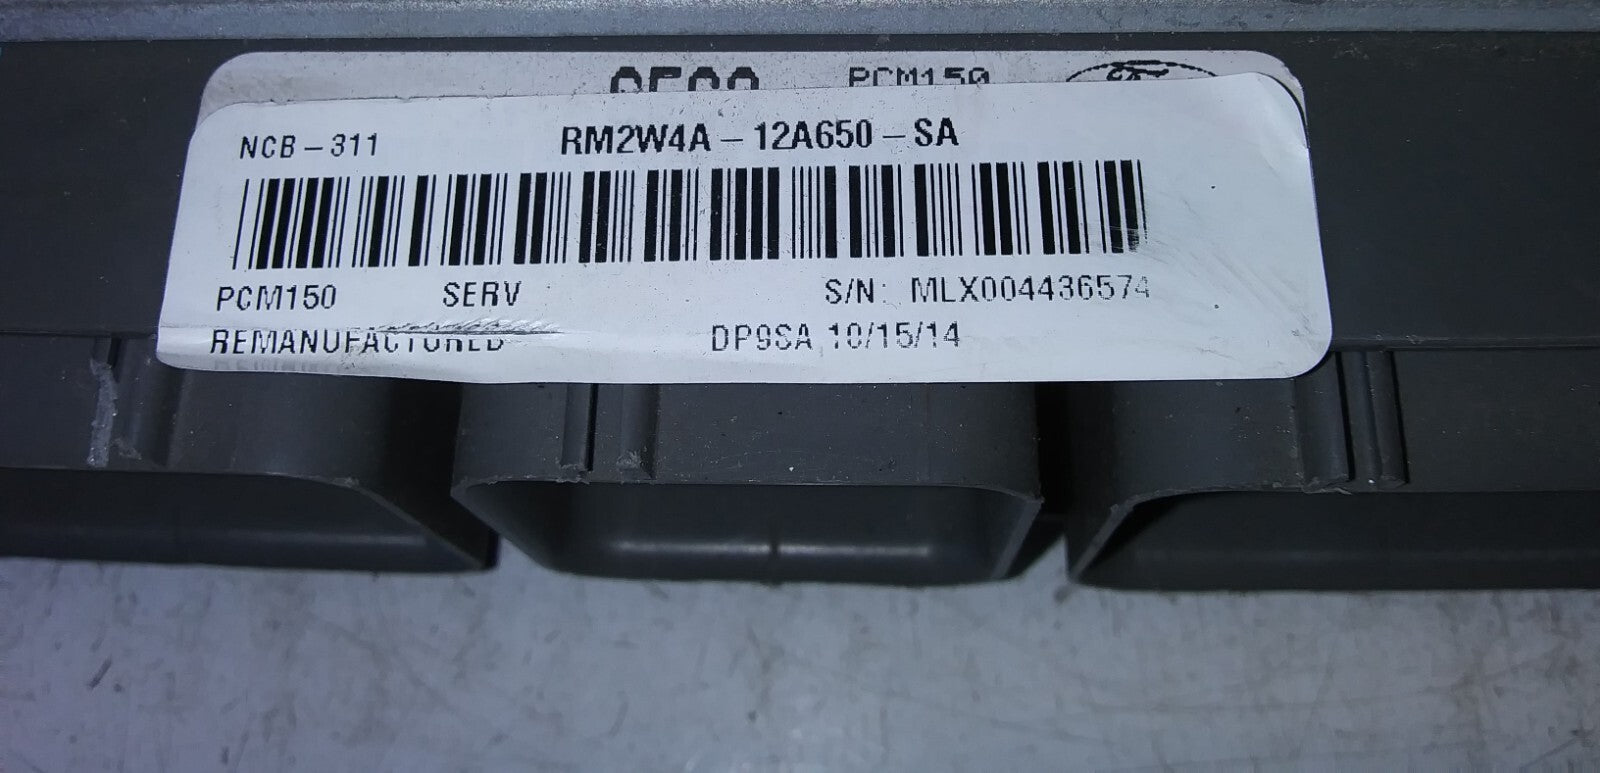 PCM150
NCB-311 RM2W4A-12A650-SA
PCM150 SERV S/N: MLX004436574
REMANUFACTURED DP9SA 10/15/14